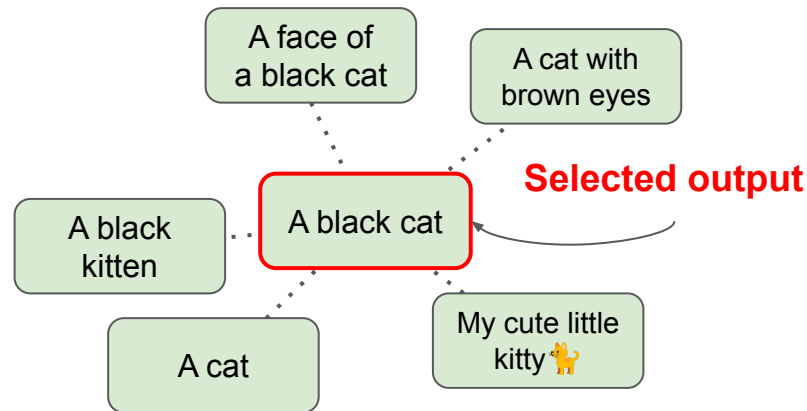 A face of
a black cat
A cat with
brown eyes
Selected output
A black
kitten
A black cat
My cute little
kitty🐈
A cat